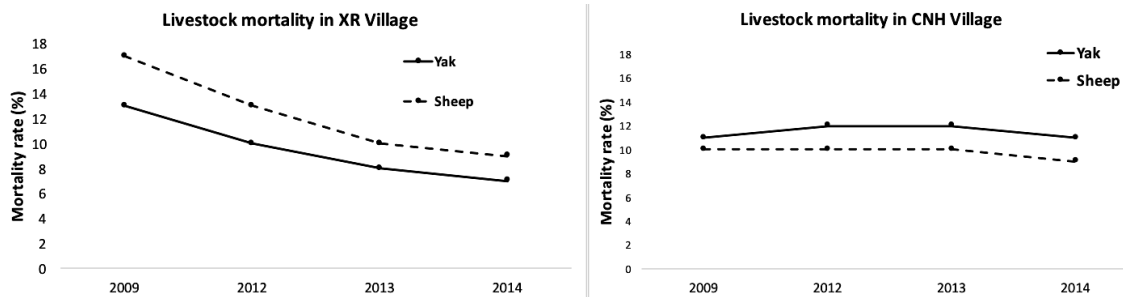 Livestock mortality in XR Village
Mortality rate (%)
18
16
14
12
10
8
6
4
2
0
2009 2012 2013 2014
Yak
Sheep
Livestock mortality in CNH Village
Mortality rate (%)
18
16
14
12
10
8
6
4
2
0
2009 2012 2013 2014
Yak
Sheep